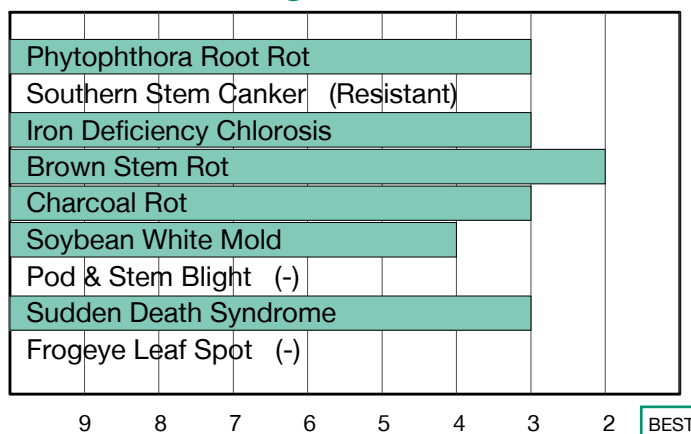 Phytophthora Root Rot
Southern Stem Canker (Resistant)
Iron Deficiency Chlorosis
Brown Stem Rot
Charcoal Rot
Soybean White Mold
Pod & Stem Blight (-)
Sudden Death Syndrome
Frogeye Leaf Spot (-)
9 8 7 6 5 4 3 2 BEST